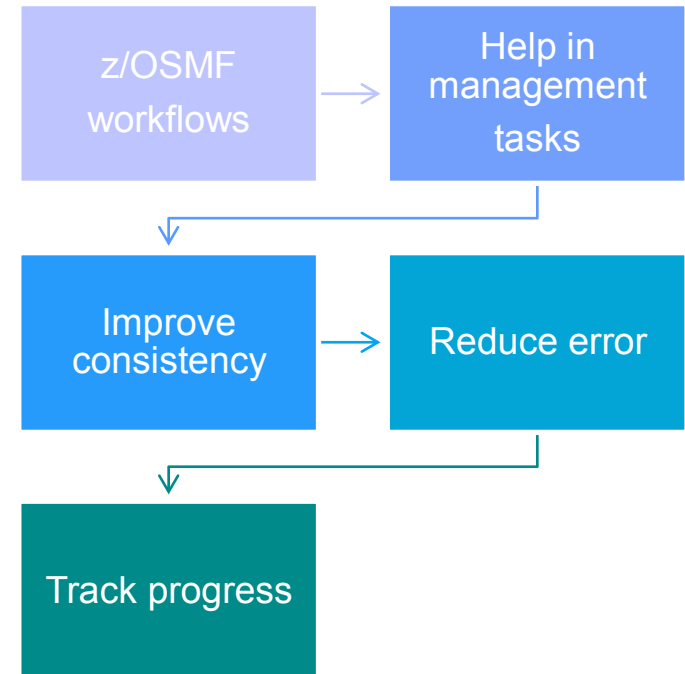 z/OSMF
workflows
Help in
management
tasks
Improve
consistency
Reduce error
Track progress